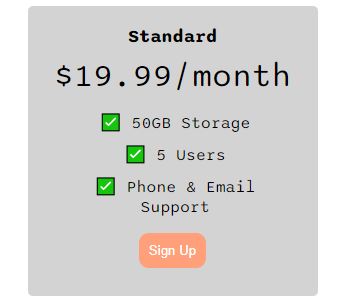 Standard
$19.99/month
✅ 50GB Storage
✅ 5 Users
✅ Phone & Email
Support
Sign Up